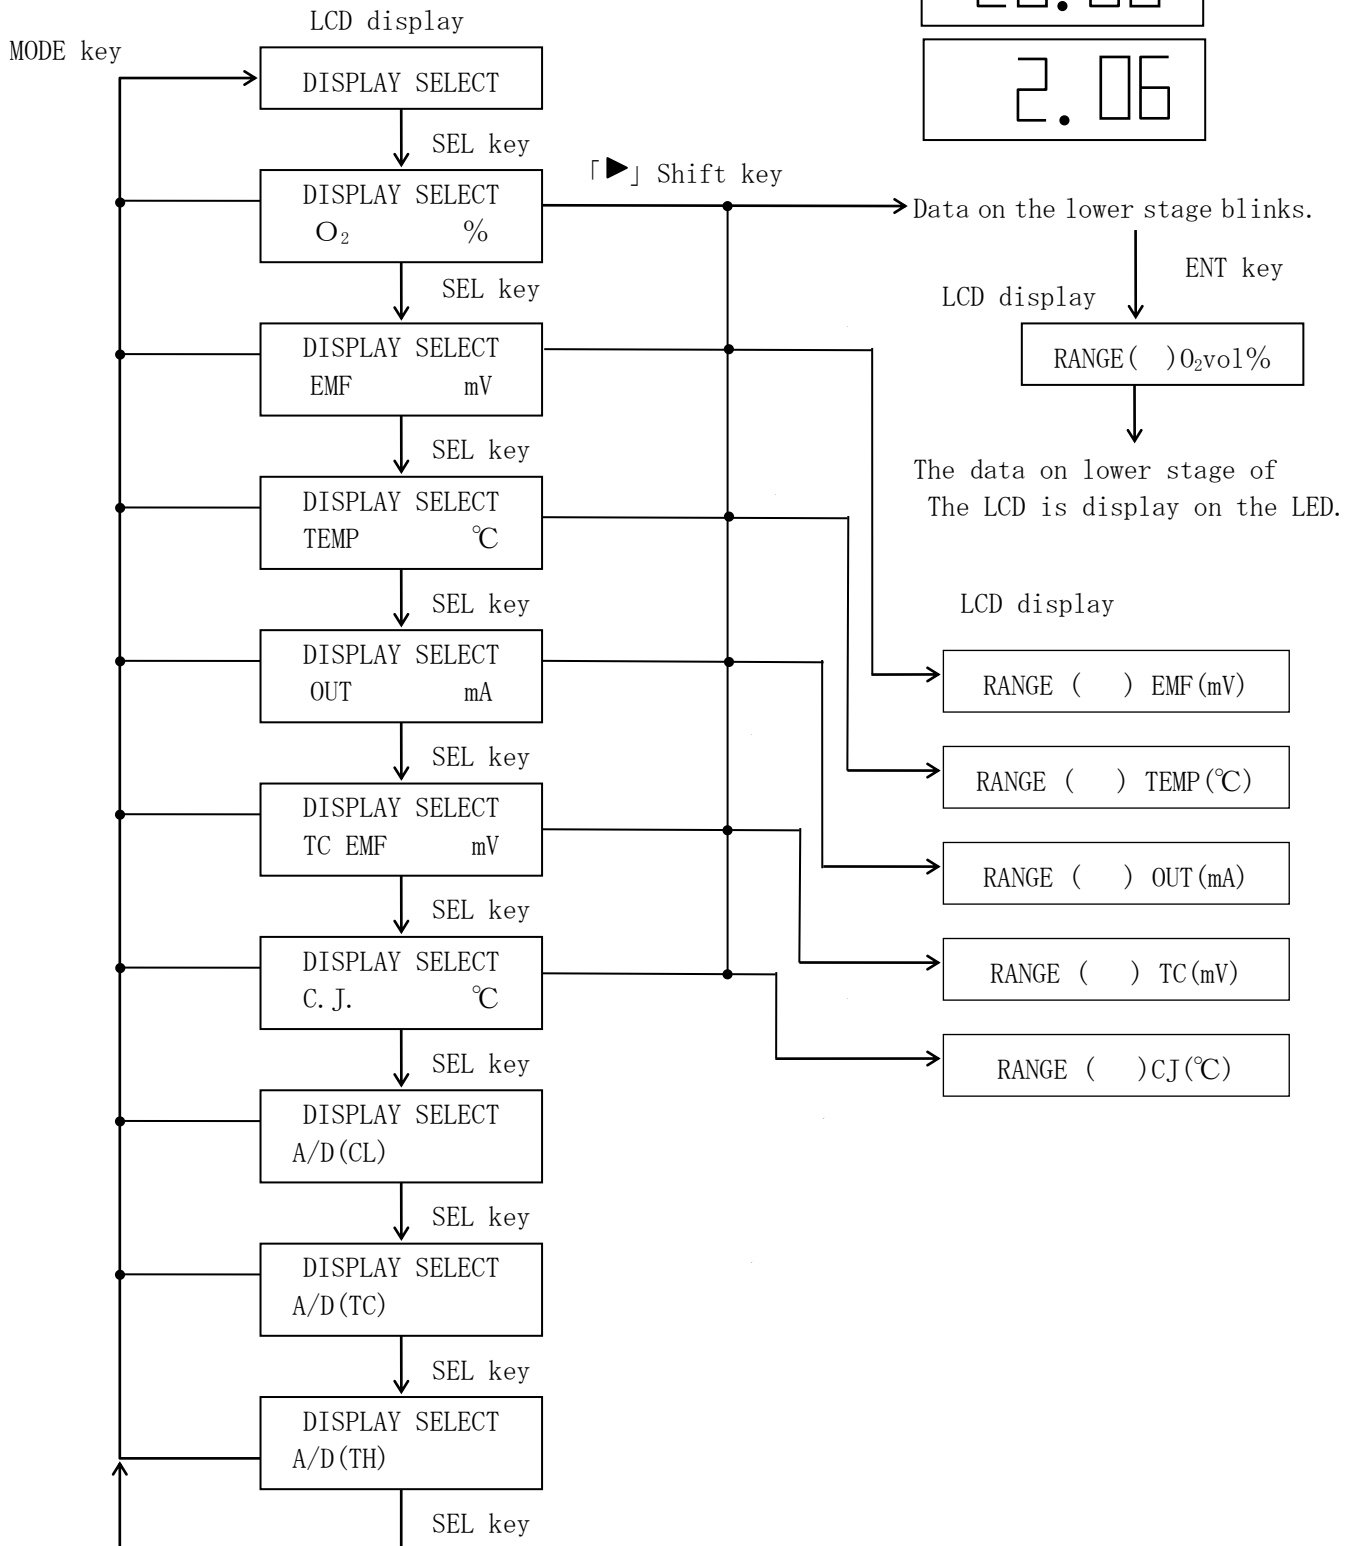 LCD display
MODE key
DISPLAY SELECT
2.06
SEL key
「▶」 Shift key
DISPLAY SELECT
O₂ %
Data on the lower stage blinks.
ENT key
SEL key
LCD display
DISPLAY SELECT
EMF mV
RANGE( )O₂vol%
SEL key
The data on lower stage of
The LCD is display on the LED.
DISPLAY SELECT
TEMP ℃
SEL key
LCD display
DISPLAY SELECT
OUT mA
RANGE ( ) EMF(mV)
SEL key
RANGE ( ) TEMP(℃)
DISPLAY SELECT
TC EMF mV
RANGE ( ) OUT(mA)
SEL key
DISPLAY SELECT
C.J. ℃
RANGE ( ) TC(mV)
SEL key
RANGE ( )CJ(℃)
DISPLAY SELECT
A/D(CL)
SEL key
DISPLAY SELECT
A/D(TC)
SEL key
DISPLAY SELECT
A/D(TH)
SEL key